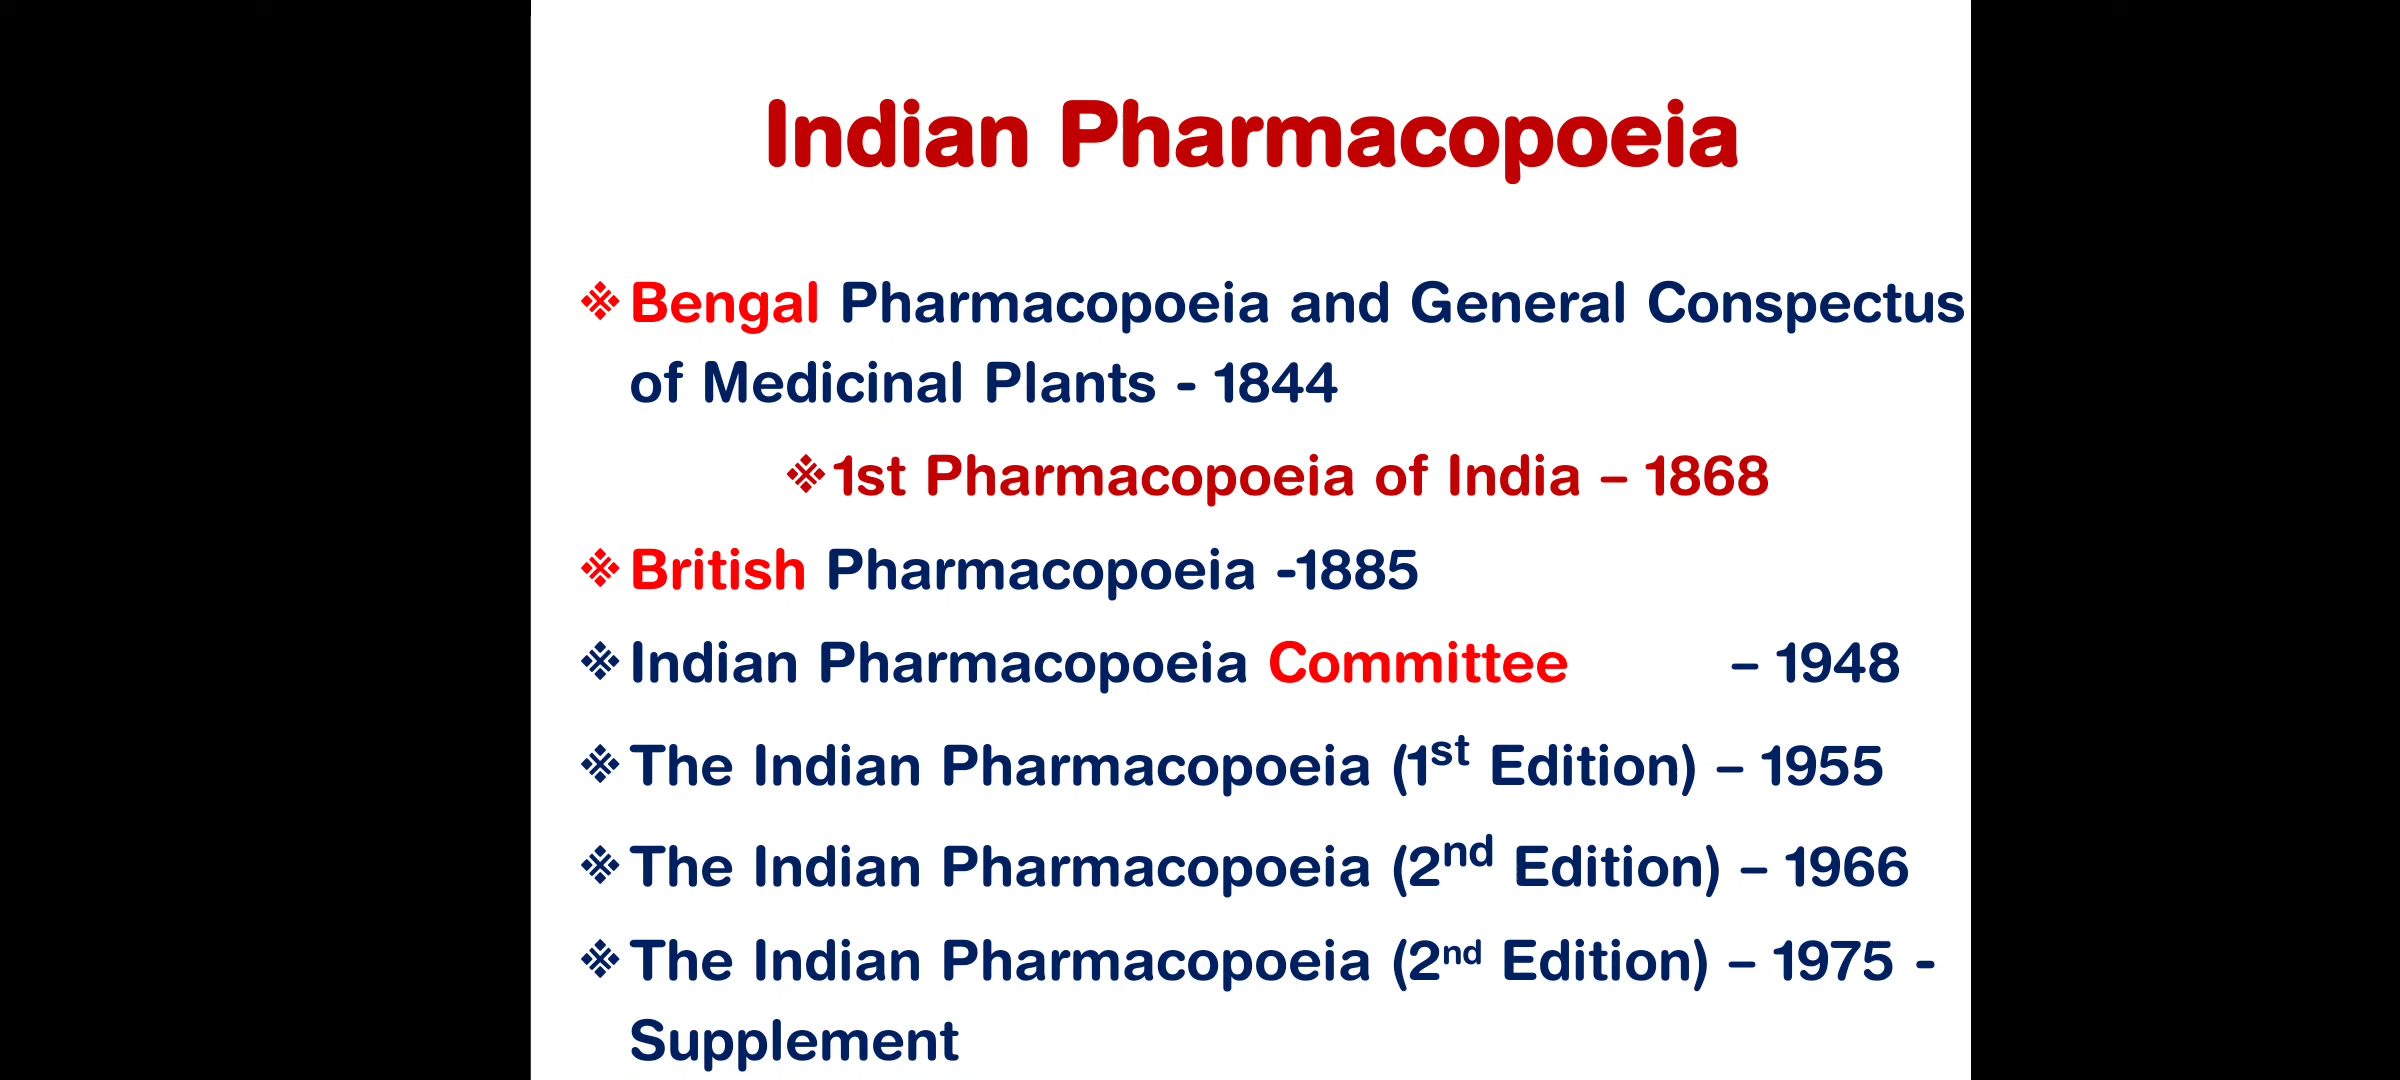 Indian Pharmacopoeia
❖Bengal Pharmacopoeia and General Conspectus
of Medicinal Plants - 1844
❖1st Pharmacopoeia of India – 1868
❖British Pharmacopoeia -1885
❖Indian Pharmacopoeia Committee – 1948
❖The Indian Pharmacopoeia (1st Edition) – 1955
❖The Indian Pharmacopoeia (2nd Edition) – 1966
❖The Indian Pharmacopoeia (2nd Edition) – 1975 -
Supplement